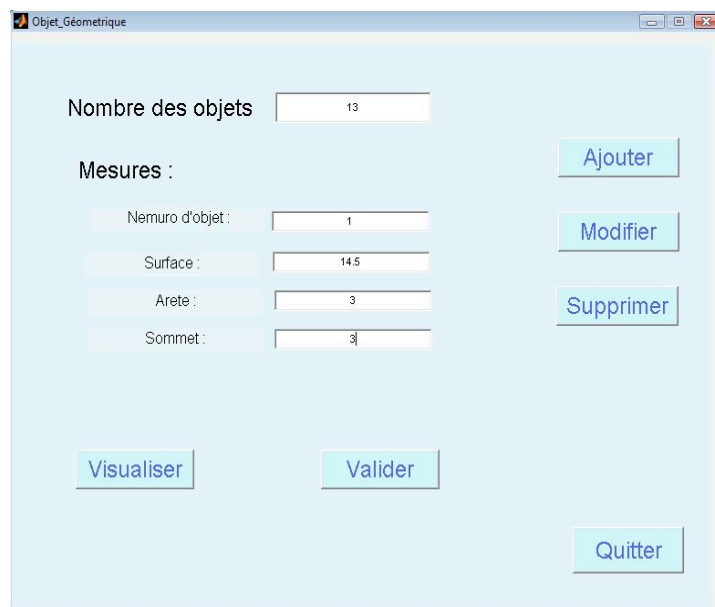 Objet_Géometrique
Nombre des objets 13
Ajouter
Mesures :
Nemuro d'objet : 1
Modifier
Surface : 14.5
Arete : 3
Supprimer
Sommet : 3
Visualiser
Valider
Quitter